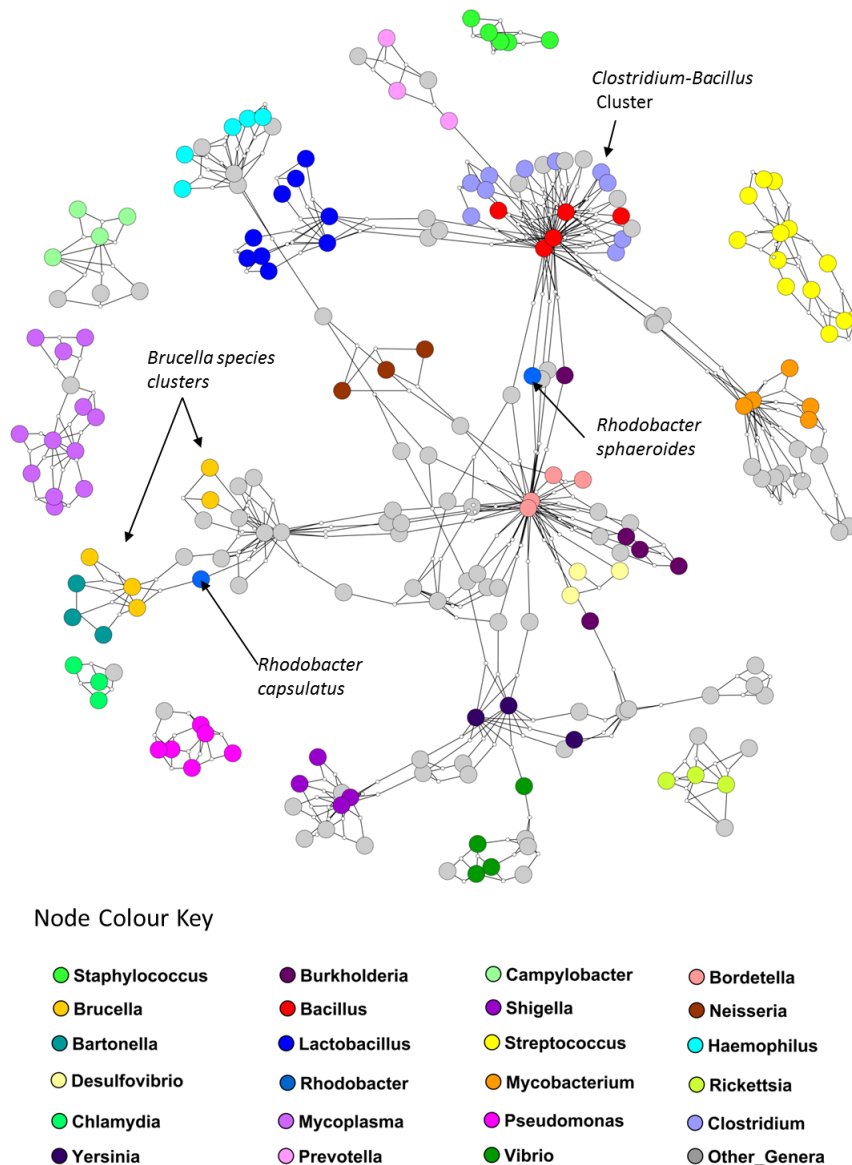 Clostridium-Bacillus
Cluster
Brucella species
clusters
Rhodobacter
sphaeroides
Rhodobacter
capsulatus
Node Colour Key
Staphylococcus
Burkholderia
Campylobacter
Bordetella
Brucella
Bacillus
Shigella
Neisseria
Bartonella
Lactobacillus
Streptococcus
Haemophilus
Desulfovibrio
Rhodobacter
Mycobacterium
Rickettsia
Chlamydia
Mycoplasma
Pseudomonas
Clostridium
Yersinia
Prevotella
Vibrio
Other_Genera